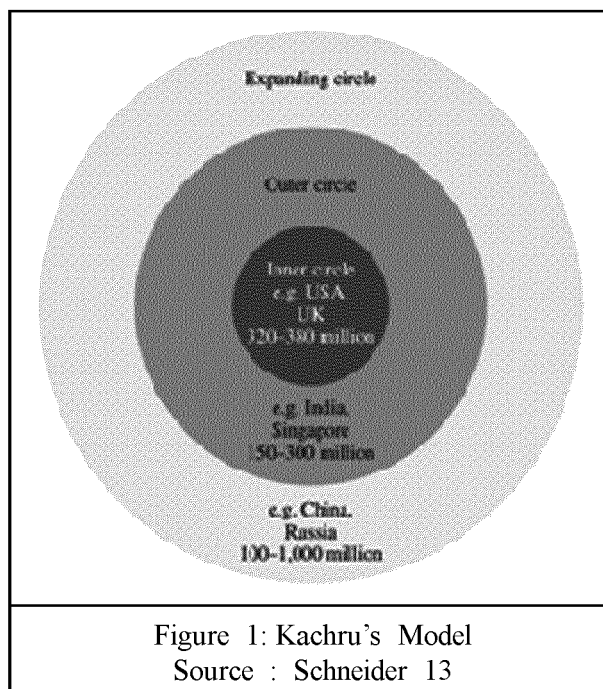 Expanding circle
Outer circle
Inner circle
e.g. USA
UK
320–380 million
e.g. India,
Singapore
150–300 million
e.g. China,
Russia
100–1,000 million
Figure 1: Kachru's Model
Source : Schneider 13